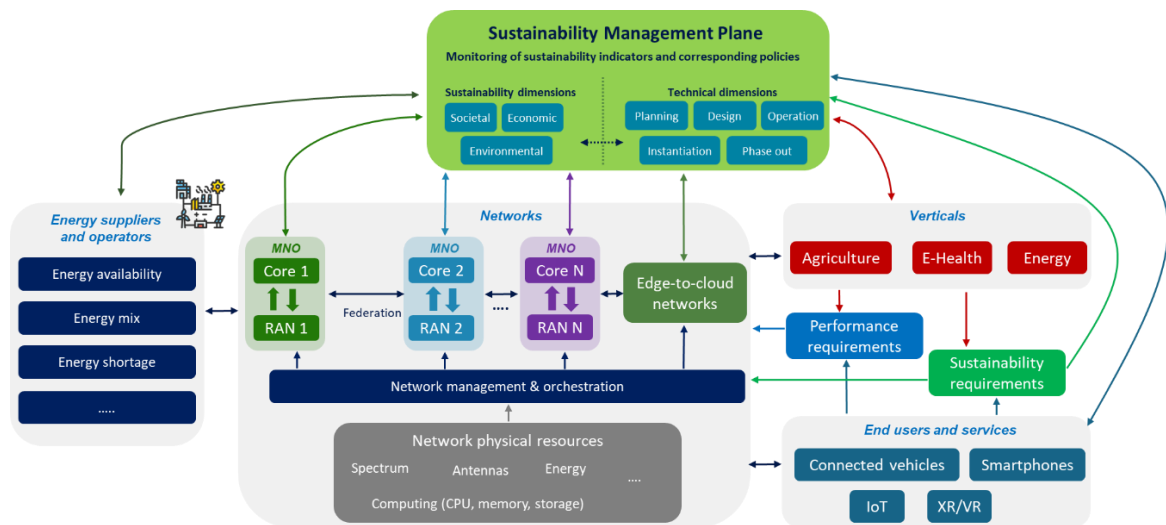 Sustainability Management Plane
Monitoring of sustainability indicators and corresponding policies
Sustainability dimensions
Societal
Economic
Environmental
Technical dimensions
Planning
Design
Operation
Instantiation
Phase out
Energy suppliers
and operators
Energy availability
Energy mix
Energy shortage
.....
Networks
MNO
Core 1
RAN 1
Federation
MNO
Core 2
RAN 2
....
MNO
Core N
RAN N
Edge-to-cloud
networks
Network management & orchestration
Network physical resources
Spectrum
Antennas
Energy
....
Computing (CPU, memory, storage)
Verticals
Agriculture
E-Health
Energy
Performance
requirements
Sustainability
requirements
End users and services
Connected vehicles
Smartphones
IoT
XR/VR